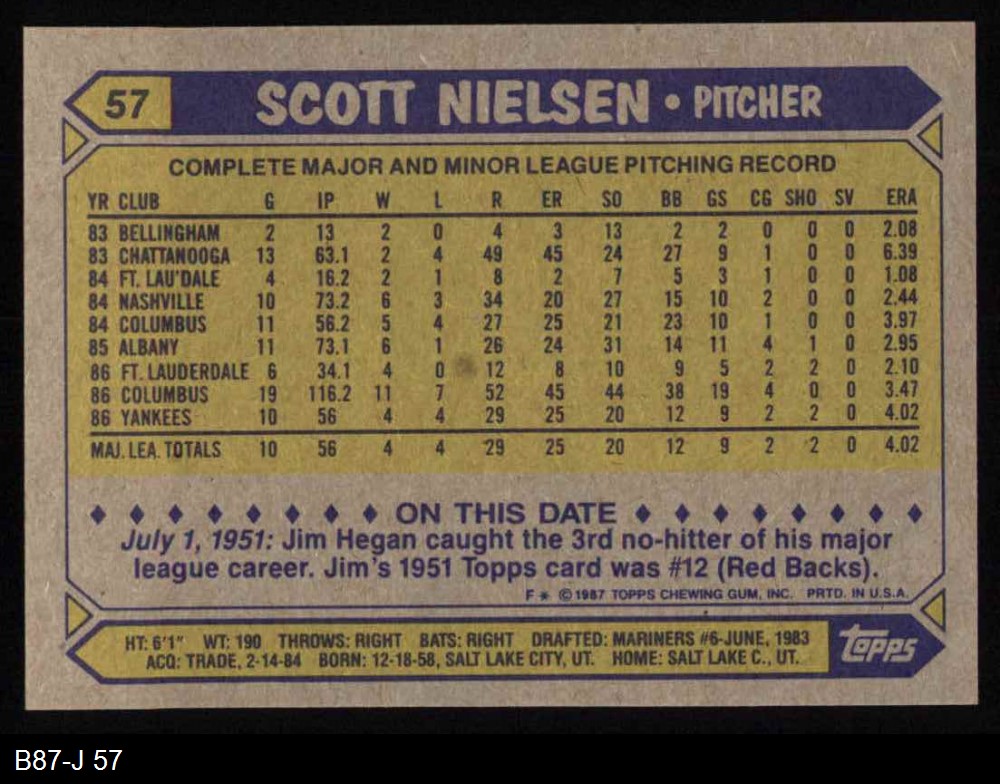 57 SCOTT NIELSEN • PITCHER
COMPLETE MAJOR AND MINOR LEAGUE PITCHING RECORD
YR CLUB G IP W L R ER SO BB GS CG SHO SV ERA
83 BELLINGHAM 2 13 2 0 4 3 13 2 2 0 0 0 2.08
83 CHATTANOOGA 13 63.1 2 4 49 45 24 27 9 1 0 0 6.39
84 FT. LAU'DALE 4 16.2 2 1 8 2 7 5 3 1 0 0 1.08
84 NASHVILLE 10 73.2 6 3 34 20 27 15 10 2 0 0 2.44
84 COLUMBUS 11 56.2 5 4 27 25 21 23 10 1 0 0 3.97
85 ALBANY 11 73.1 6 1 26 24 31 14 11 4 1 0 2.95
86 FT. LAUDERDALE 6 34.1 4 0 12 8 10 9 5 2 2 0 2.10
86 COLUMBUS 19 116.2 11 7 52 45 44 38 19 4 0 0 3.47
86 YANKEES 10 56 4 4 29 25 20 12 9 2 2 0 4.02
MAJ. LEA. TOTALS 10 56 4 4 29 25 20 12 9 2 2 0 4.02
♦ ♦ ♦ ♦ ♦ ♦ ♦ ♦ ON THIS DATE ♦ ♦ ♦ ♦ ♦ ♦ ♦ ♦
July 1, 1951: Jim Hegan caught the 3rd no-hitter of his major
league career. Jim's 1951 Topps card was #12 (Red Backs).
F * © 1987 TOPPS CHEWING GUM, INC. PRTD. IN U.S.A.
HT: 6'1" WT: 190 THROWS: RIGHT BATS: RIGHT DRAFTED: MARINERS #6-JUNE, 1983
ACQ: TRADE, 2-14-84 BORN: 12-18-58, SALT LAKE CITY, UT. HOME: SALT LAKE C., UT.
topps
B87-J 57